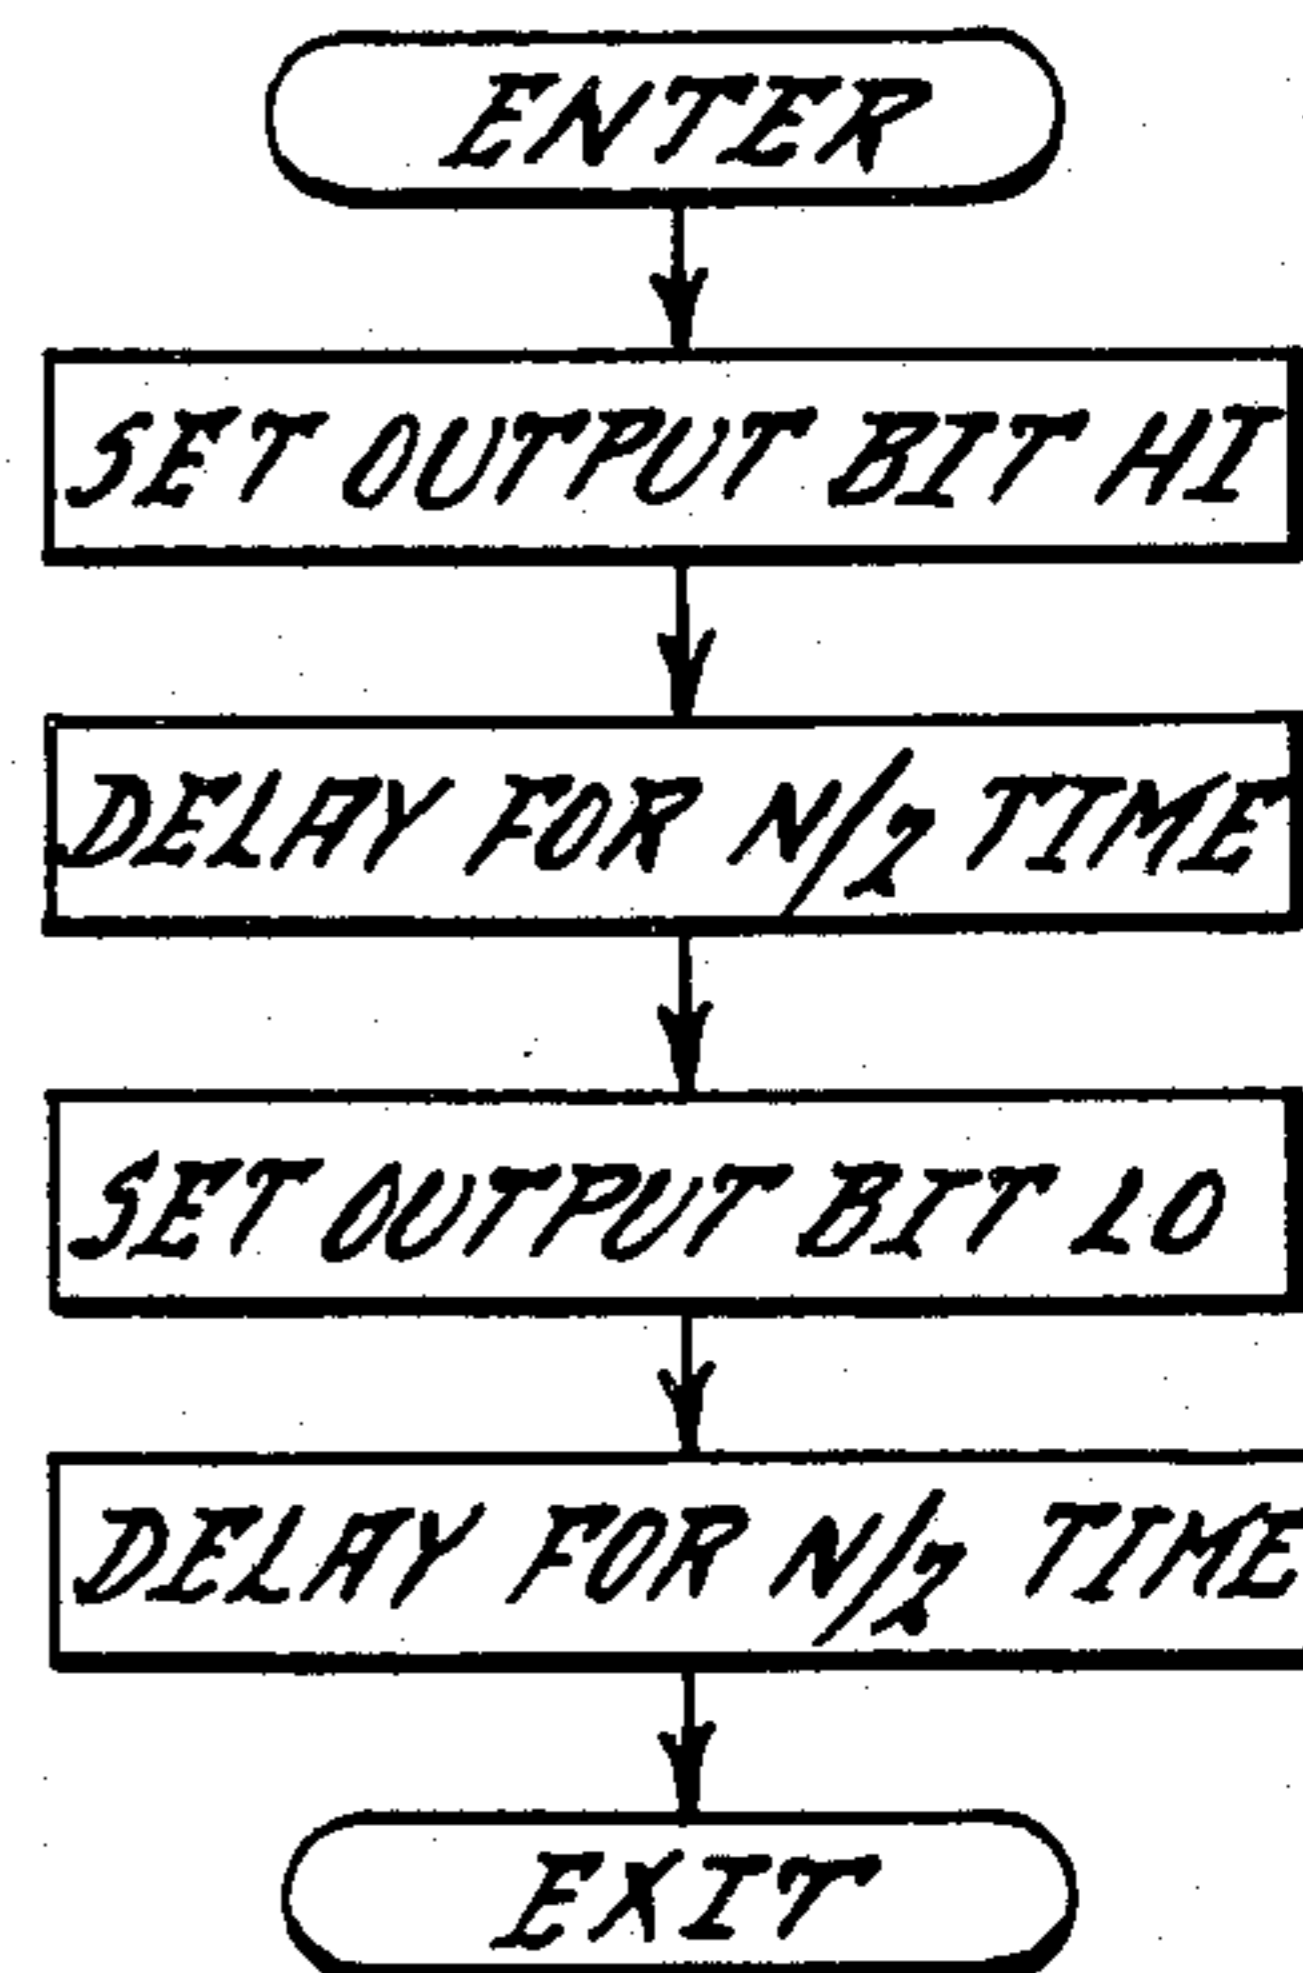 ENTER
SET OUTPUT BIT HI
DELAY FOR N/2 TIME
SET OUTPUT BIT LO
DELAY FOR N/2 TIME
EXIT